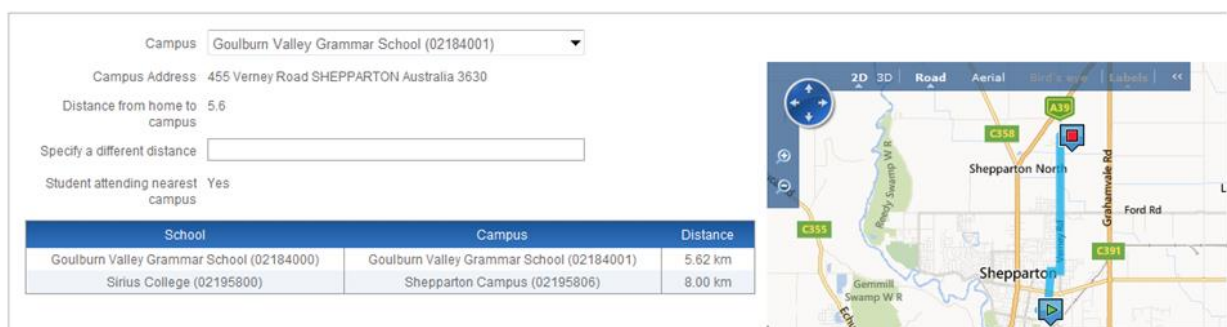 Campus Goulburn Valley Grammar School (02184001)
Campus Address 455 Verney Road SHEPPARTON Australia 3630
Distance from home to campus 5.6
Specify a different distance
Student attending nearest campus Yes
School Campus Distance
Goulburn Valley Grammar School (02184000) Goulburn Valley Grammar School (02184001) 5.62 km
Sirius College (02195800) Shepparton Campus (02195806) 8.00 km
2D 3D Road Aerial Bird's eye Labels <<
A39
C358
Shepparton North
Reedy Swamp W R
Grahamvale Rd
Ford Rd
C355
Verney Rd
C391
Shepparton
Gemmill
Swamp W R